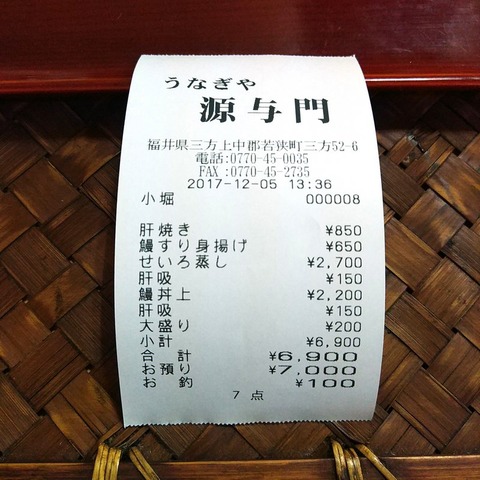 うなぎや
源与門
福井県三方上中郡若狭町三方52-6
電話:0770-45-0035
FAX :0770-45-2735
2017-12-05 13:36
小堀 000008
肝焼き ¥850
鰻すり身揚げ ¥650
せいろ蒸し ¥2,700
肝吸 ¥150
鰻丼上 ¥2,200
肝吸 ¥150
大盛り ¥200
小計 ¥6,900
合 計 ¥6,900
お預り ¥7,000
お 釣 ¥100
7 点